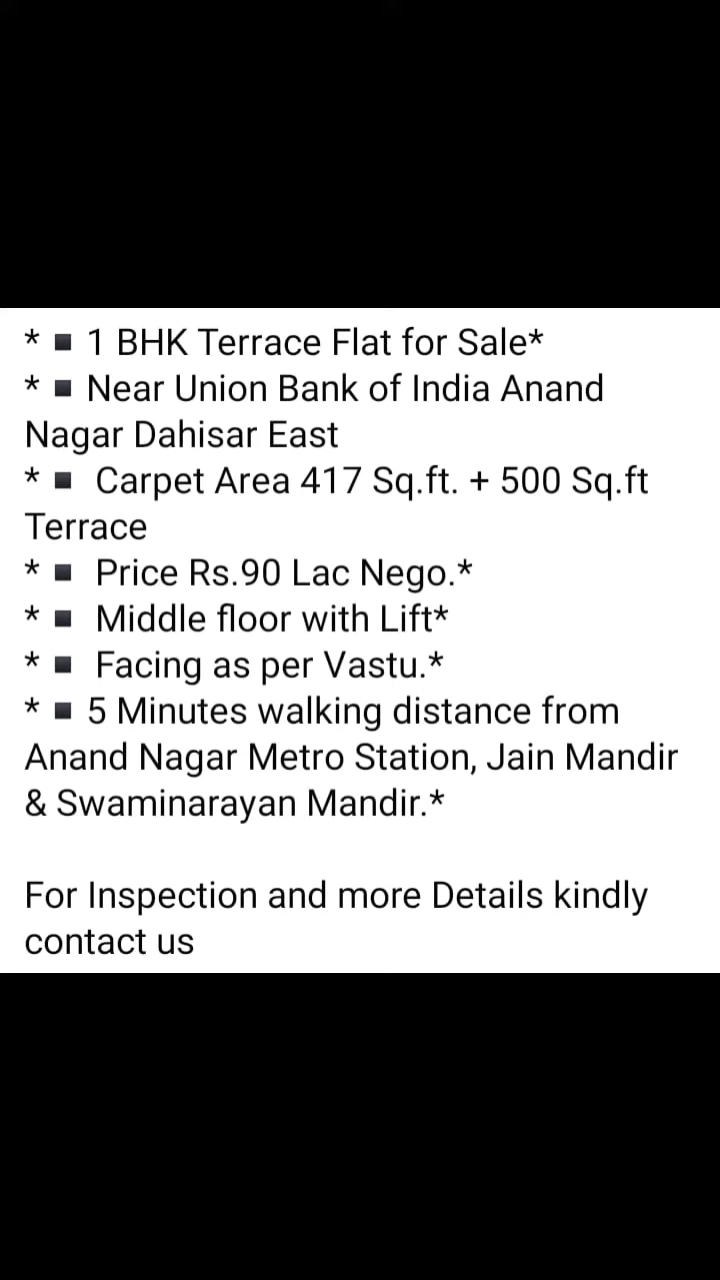 *▪️1 BHK Terrace Flat for Sale*
*▪️Near Union Bank of India Anand
Nagar Dahisar East
*▪️ Carpet Area 417 Sq.ft. + 500 Sq.ft
Terrace
*▪️ Price Rs.90 Lac Nego.*
*▪️ Middle floor with Lift*
*▪️ Facing as per Vastu.*
*▪️5 Minutes walking distance from
Anand Nagar Metro Station, Jain Mandir
& Swaminarayan Mandir.*

For Inspection and more Details kindly
contact us